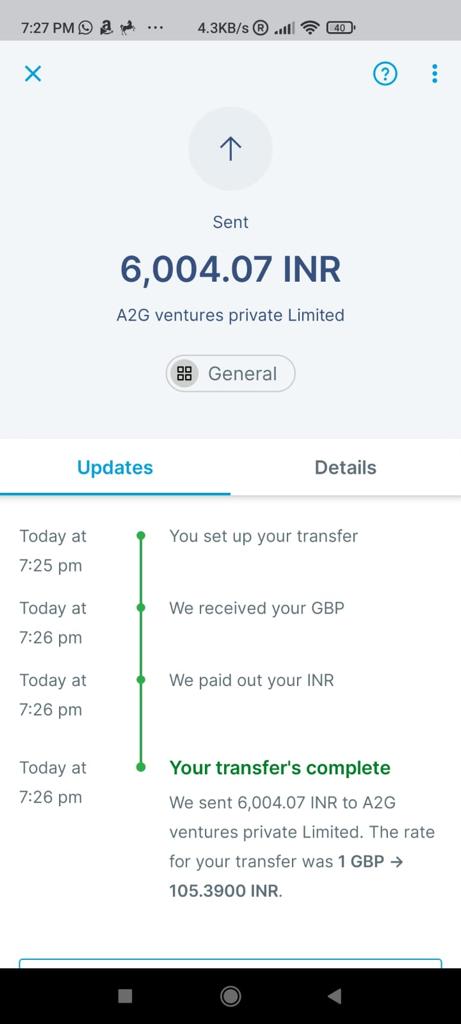 7:27 PM ... 4.3KB/s R 40
?
Sent
6,004.07 INR
A2G ventures private Limited
General
Updates Details
Today at
7:25 pm
You set up your transfer
Today at
7:26 pm
We received your GBP
Today at
7:26 pm
We paid out your INR
Today at
7:26 pm
Your transfer's complete
We sent 6,004.07 INR to A2G
ventures private Limited. The rate
for your transfer was 1 GBP →
105.3900 INR.